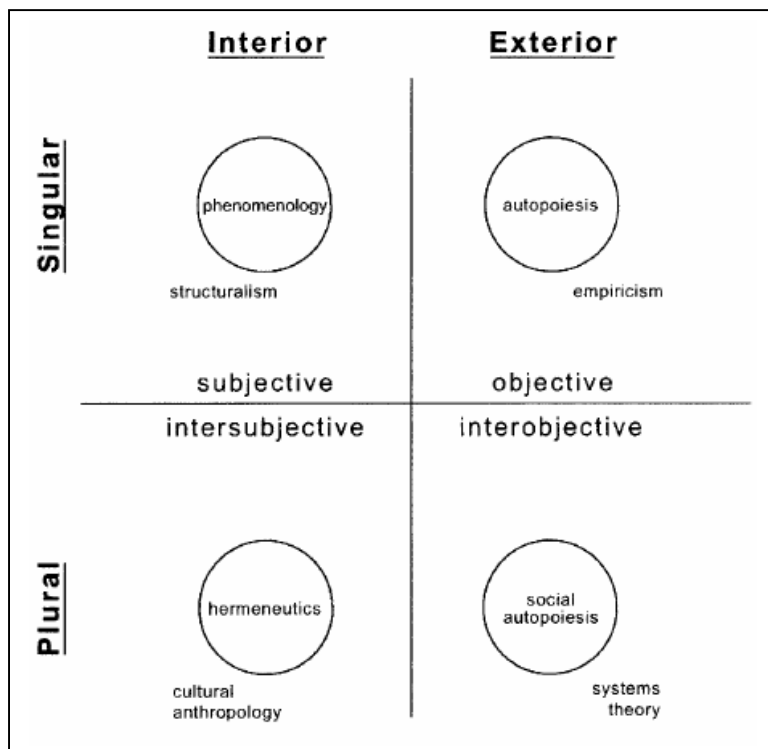 Interior
Exterior
Singular
phenomenology
autopoiesis
structuralism
empiricism
subjective
objective
intersubjective
interobjective
Plural
hermeneutics
social
autopoiesis
cultural
anthropology
systems
theory